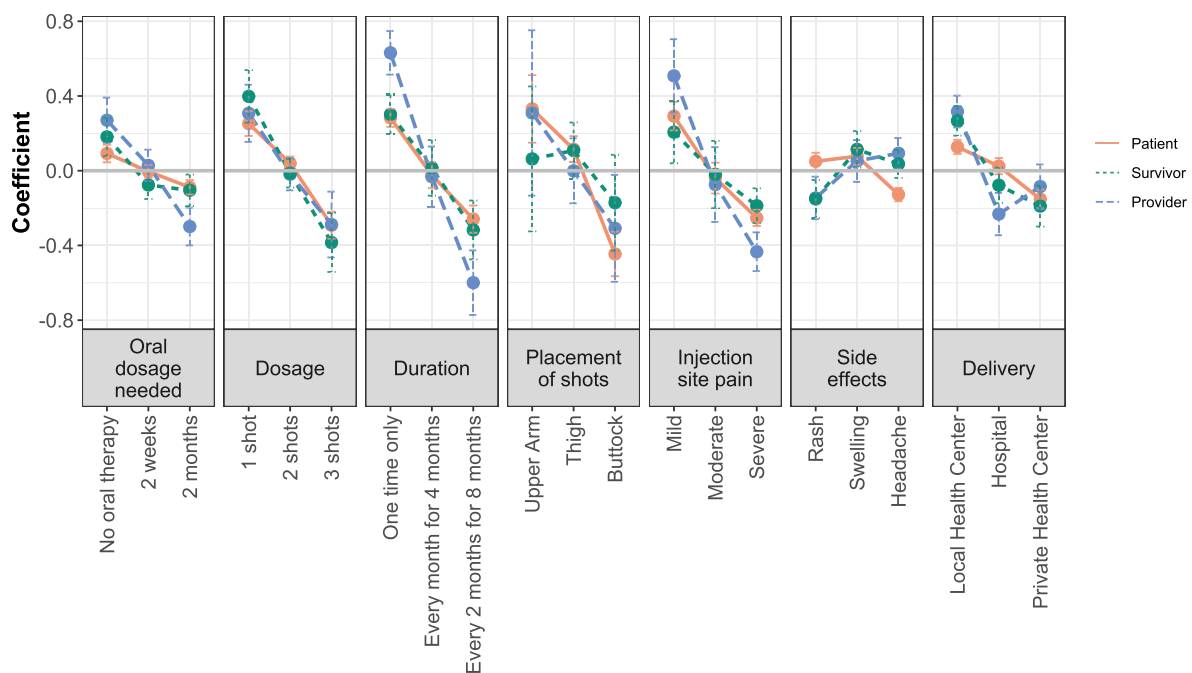 Coefficient
0.8
0.4
0.0
-0.4
-0.8
Oral
dosage
needed
Dosage
Duration
Placement
of shots
Injection
site pain
Side
effects
Delivery
No oral therapy
2 weeks
2 months
1 shot
2 shots
3 shots
One time only
Every month for 4 months
Every 2 months for 8 months
Upper Arm
Thigh
Buttock
Mild
Moderate
Severe
Rash
Swelling
Headache
Local Health Center
Hospital
Private Health Center
Patient
Survivor
Provider